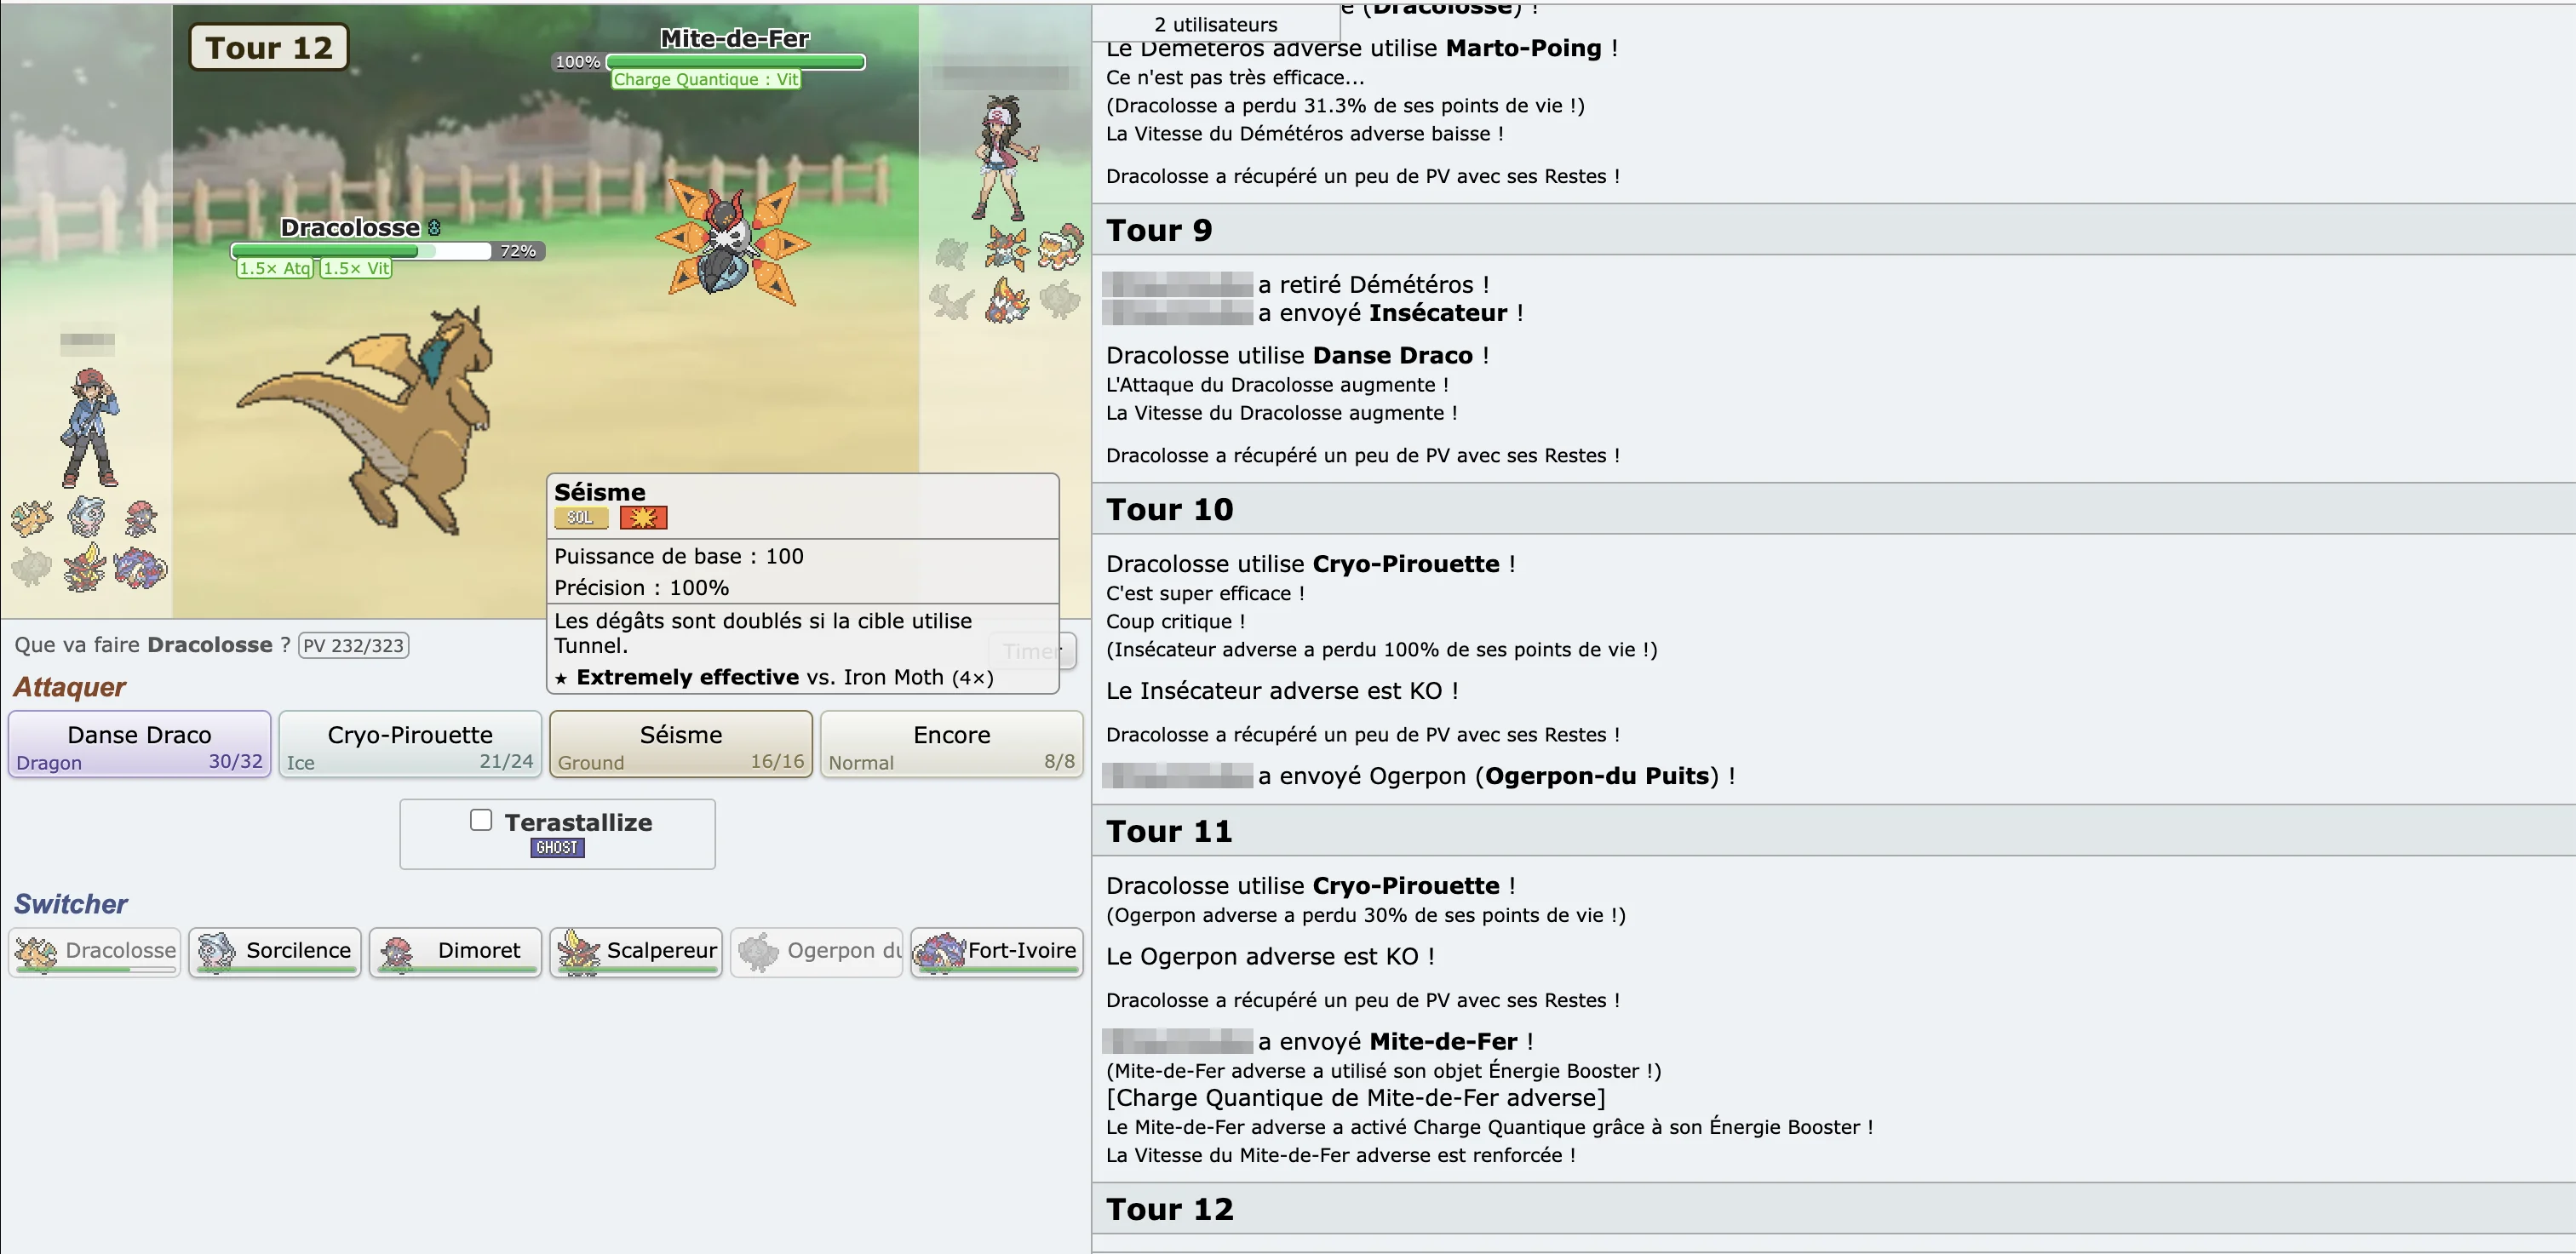 Tour 12
Mite-de-Fer
100%
Charge Quantique : Vit
Dracolosse
72%
1.5× Atq 1.5× Vit
Séisme
SOL
Puissance de base : 100
Précision : 100%
Les dégâts sont doublés si la cible utilise
Tunnel.
★ Extremely effective vs. Iron Moth (4×)
Que va faire Dracolosse ? PV 232/323
Timer
Attaquer
Danse Draco
Dragon 30/32
Cryo-Pirouette
Ice 21/24
Séisme
Ground 16/16
Encore
Normal 8/8
Terastallize
GHOST
Switcher
Dracolosse
Sorcilence
Dimoret
Scalpereur
Ogerpon du
Fort-Ivoire
2 utilisateurs
e (Dracolosse) !
Le Démétéros adverse utilise Marto-Poing !
Ce n'est pas très efficace...
(Dracolosse a perdu 31.3% de ses points de vie !)
La Vitesse du Démétéros adverse baisse !
Dracolosse a récupéré un peu de PV avec ses Restes !
Tour 9
a retiré Démétéros !
a envoyé Insécateur !
Dracolosse utilise Danse Draco !
L'Attaque du Dracolosse augmente !
La Vitesse du Dracolosse augmente !
Dracolosse a récupéré un peu de PV avec ses Restes !
Tour 10
Dracolosse utilise Cryo-Pirouette !
C'est super efficace !
Coup critique !
(Insécateur adverse a perdu 100% de ses points de vie !)
Le Insécateur adverse est KO !
Dracolosse a récupéré un peu de PV avec ses Restes !
a envoyé Ogerpon (Ogerpon-du Puits) !
Tour 11
Dracolosse utilise Cryo-Pirouette !
(Ogerpon adverse a perdu 30% de ses points de vie !)
Le Ogerpon adverse est KO !
Dracolosse a récupéré un peu de PV avec ses Restes !
a envoyé Mite-de-Fer !
(Mite-de-Fer adverse a utilisé son objet Énergie Booster !)
[Charge Quantique de Mite-de-Fer adverse]
Le Mite-de-Fer adverse a activé Charge Quantique grâce à son Énergie Booster !
La Vitesse du Mite-de-Fer adverse est renforcée !
Tour 12